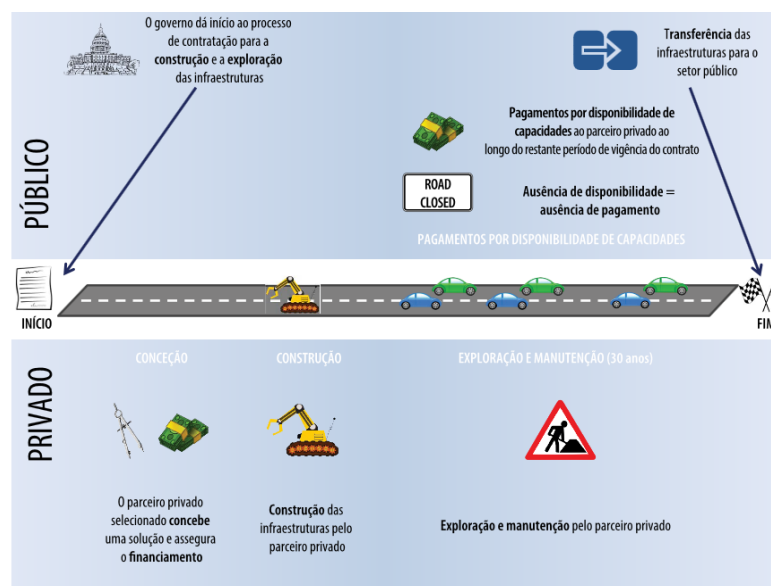 O governo dá início ao processo
de contratação para a
construção e a exploração
das infraestruturas
Transferência das
infraestruturas para o
setor público
PÚBLICO
Pagamentos por disponibilidade de
capacidades ao parceiro privado ao
longo do restante período de vigência do contrato
ROAD
CLOSED
Ausência de disponibilidade =
ausência de pagamento
PAGAMENTOS POR DISPONIBILIDADE DE CAPACIDADES
INÍCIO
FIM
PRIVADO
CONCEÇÃO
CONSTRUÇÃO
EXPLORAÇÃO E MANUTENÇÃO (30 anos)
O parceiro privado
selecionado concebe
uma solução e assegura
o financiamento
Construção das
infraestruturas pelo
parceiro privado
Exploração e manutenção pelo parceiro privado